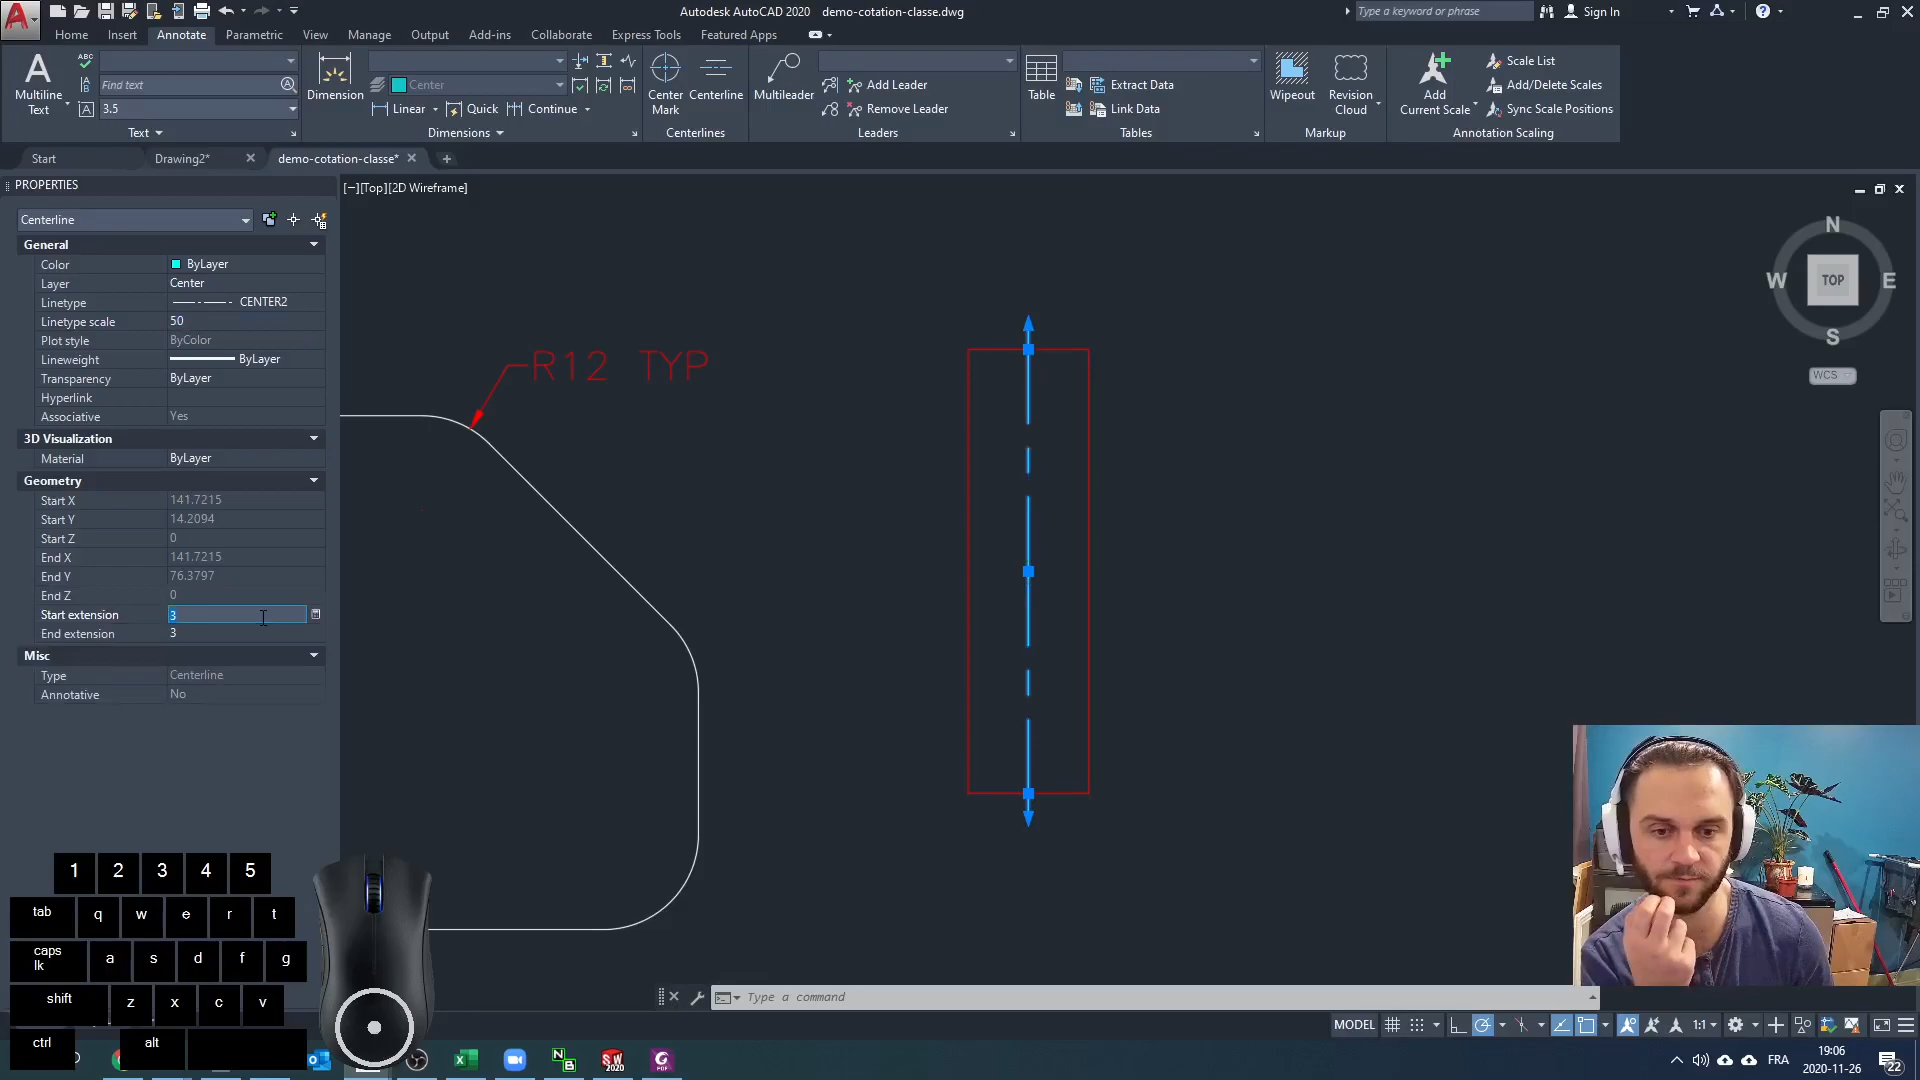 Autodesk AutoCAD 2020 demo-cotation-classe.dwg
Type a keyword or phrase
Sign In
Home Insert Annotate Parametric View Manage Output Add-ins Collaborate Express Tools Featured Apps
Multiline Text
ABC
Find text
3.5
Text
Dimension
Center
Linear Quick Continue
Dimensions
Center Mark
Centerline
Centerlines
Multileader
Add Leader
Remove Leader
Leaders
Table
Extract Data
Link Data
Tables
Wipeout
Revision Cloud
Markup
Add Current Scale
Scale List
Add/Delete Scales
Sync Scale Positions
Annotation Scaling
Start Drawing2* demo-cotation-classe*
PROPERTIES
[−][Top][2D Wireframe]
Centerline
General
Color ByLayer
Layer Center
Linetype CENTER2
Linetype scale 50
Plot style ByColor
Lineweight ByLayer
Transparency ByLayer
Hyperlink
Associative Yes
3D Visualization
Material ByLayer
Geometry
Start X 141.7215
Start Y 14.2094
Start Z 0
End X 141.7215
End Y 76.3797
End Z 0
Start extension 3
End extension 3
Misc
Type Centerline
Annotative No
R12 TYP
N
W TOP E
S
WCS
1 2 3 4 5
tab q w e r t
caps lk a s d f g
shift z x c v
ctrl alt
Type a command
MODEL
1:1
FRA
19:06
2020-11-26
22